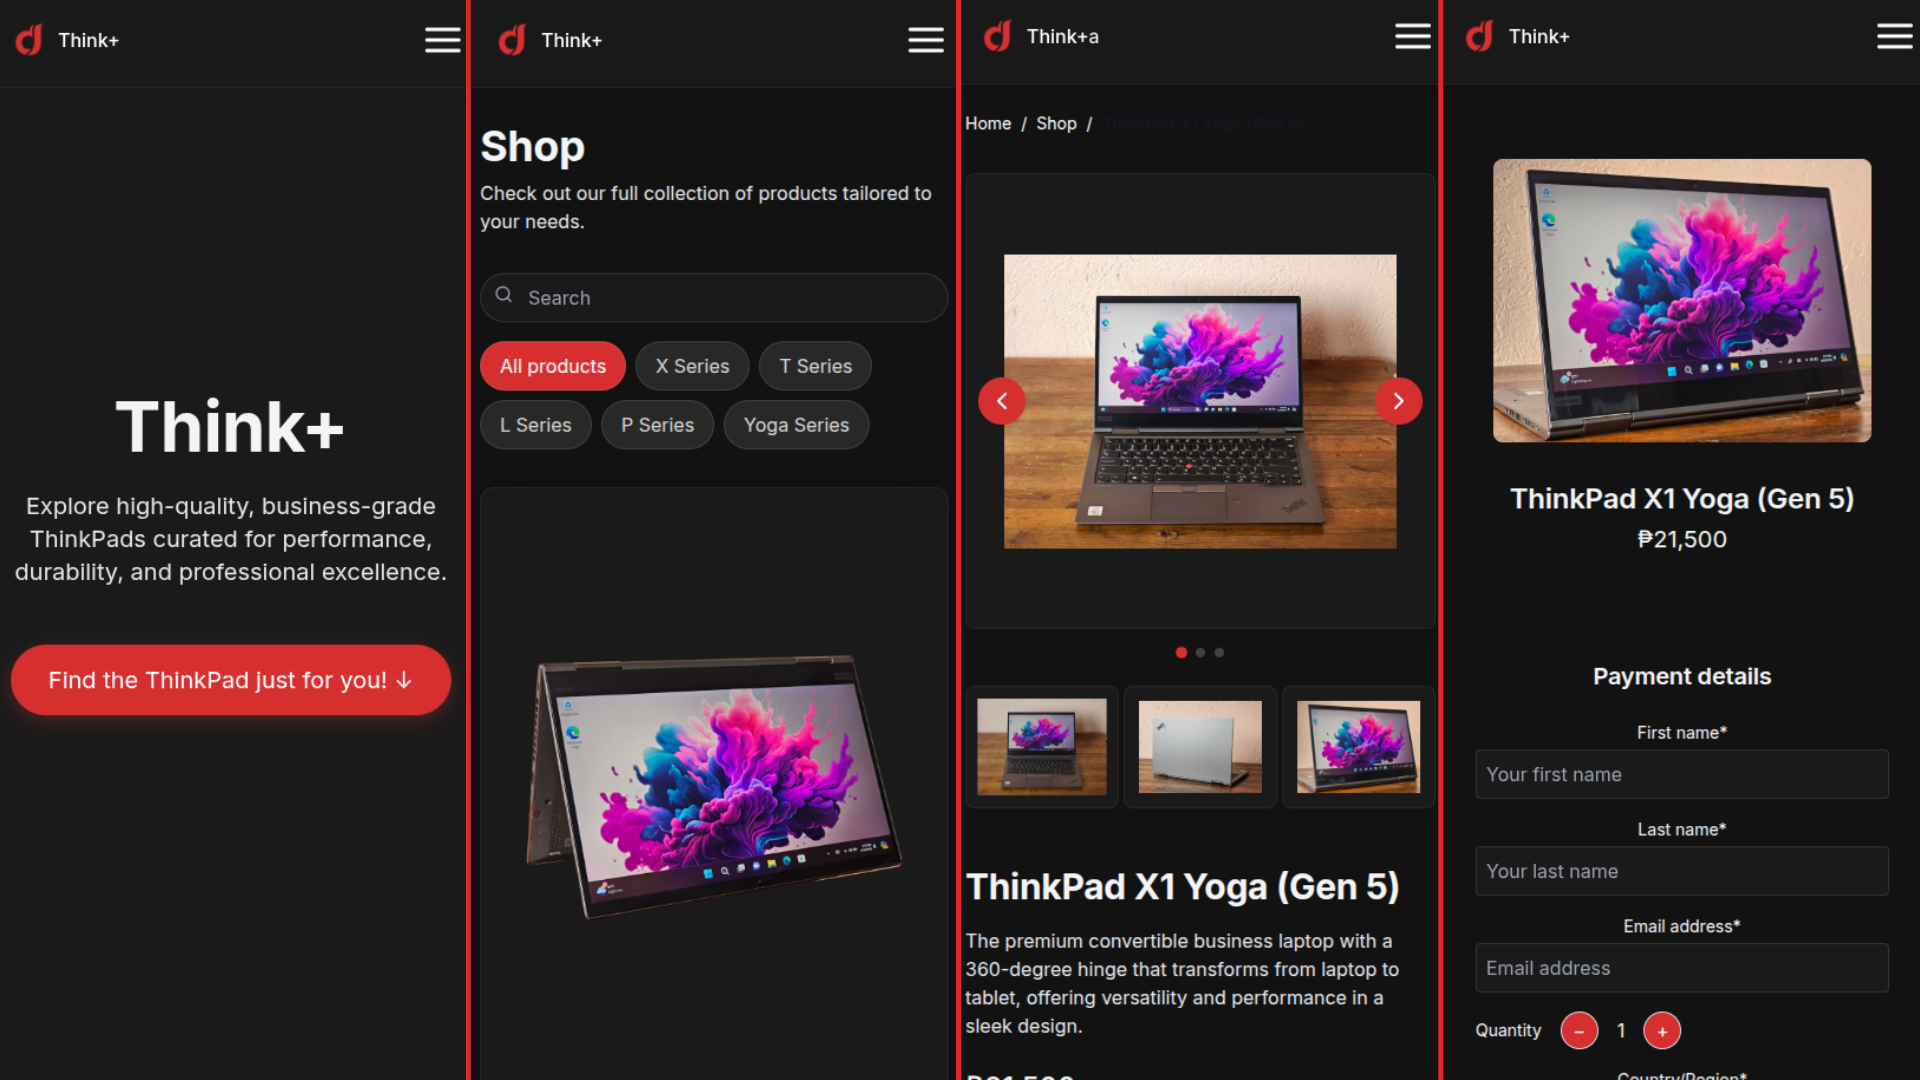 Think+
Think+
Explore high-quality, business-grade
ThinkPads curated for performance,
durability, and professional excellence.
Find the ThinkPad just for you! ↓
Think+
Shop
Check out our full collection of products tailored to
your needs.
Search
All products
X Series
T Series
L Series
P Series
Yoga Series
Think+a
Home / Shop / ThinkPad X1 Yoga (Gen 5)
ThinkPad X1 Yoga (Gen 5)
The premium convertible business laptop with a
360-degree hinge that transforms from laptop to
tablet, offering versatility and performance in a
sleek design.
₱21,500
Think+
ThinkPad X1 Yoga (Gen 5)
₱21,500
Payment details
First name*
Your first name
Last name*
Your last name
Email address*
Email address
Quantity − 1 +
Country/Region*